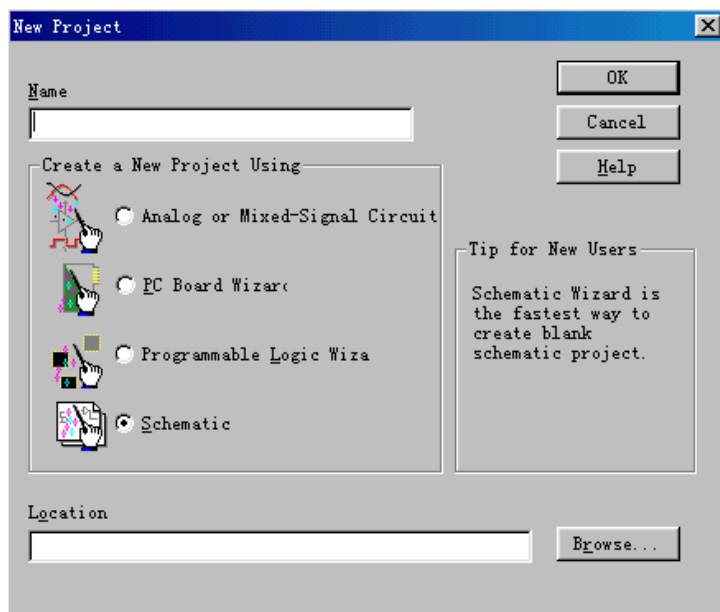 New Project
Name
OK
Cancel
Help
Create a New Project Using
Analog or Mixed-Signal Circuit
PC Board Wizard
Programmable Logic Wiza
Schematic
Tip for New Users
Schematic Wizard is
the fastest way to
create blank
schematic project.
Location
Browse...